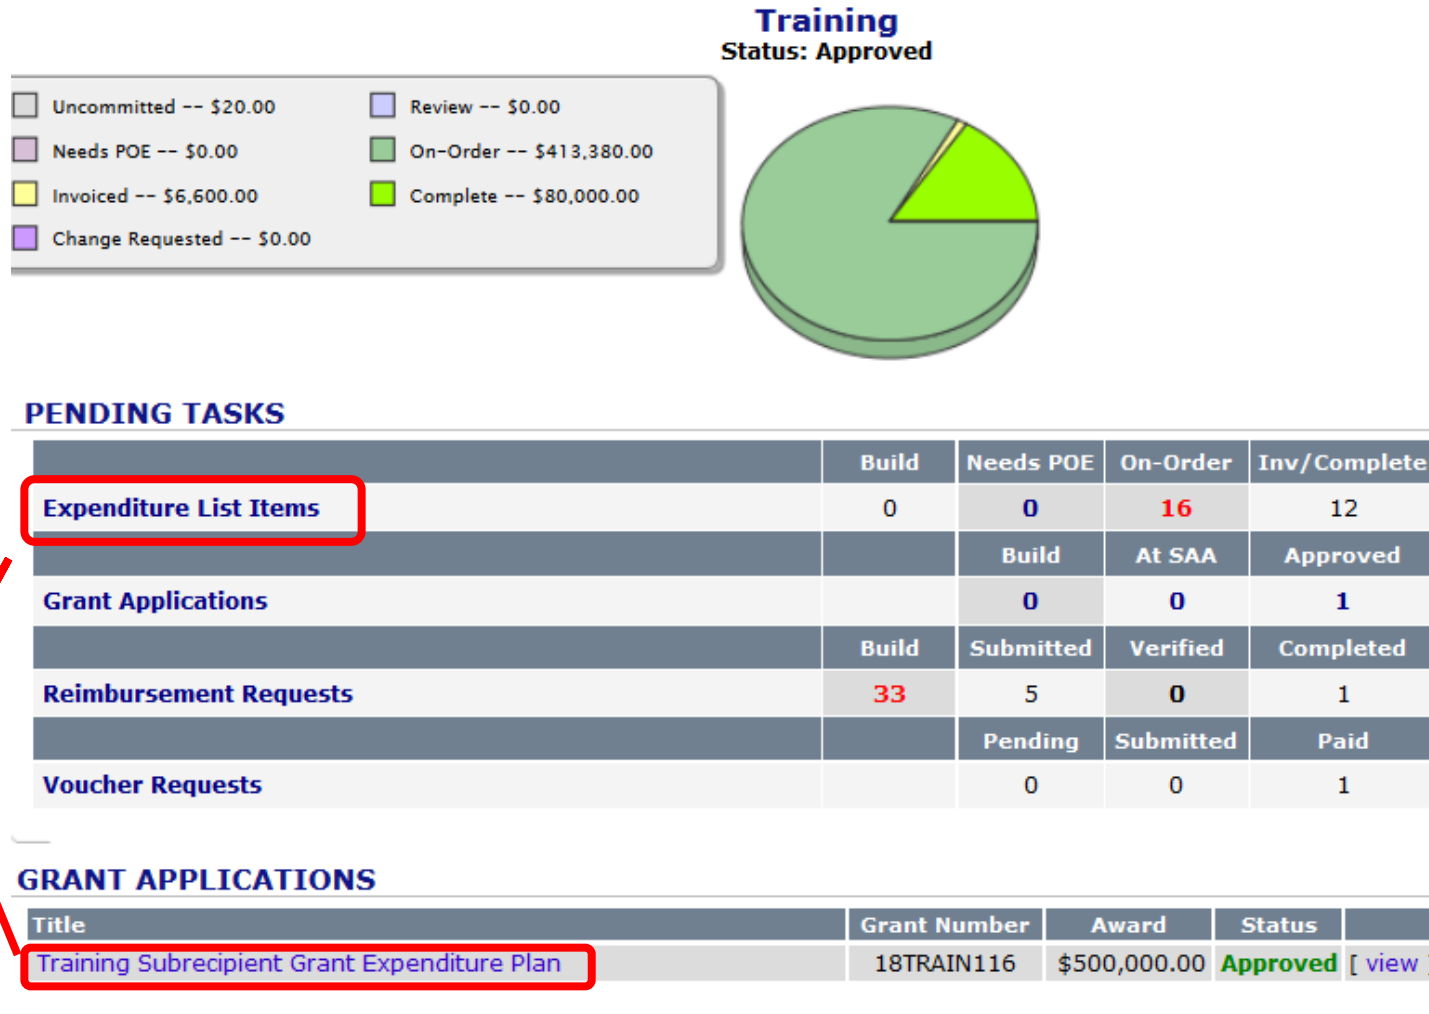 Training
Status: Approved
Uncommitted -- $20.00 Review -- $0.00
Needs POE -- $0.00 On-Order -- $413,380.00
Invoiced -- $6,600.00 Complete -- $80,000.00
Change Requested -- $0.00
PENDING TASKS
Build Needs POE On-Order Inv/Complete
Expenditure List Items 0 0 16 12
Build At SAA Approved
Grant Applications 0 0 1
Build Submitted Verified Completed
Reimbursement Requests 33 5 0 1
Pending Submitted Paid
Voucher Requests 0 0 1
GRANT APPLICATIONS
Title Grant Number Award Status
Training Subrecipient Grant Expenditure Plan 18TRAIN116 $500,000.00 Approved [ view ]